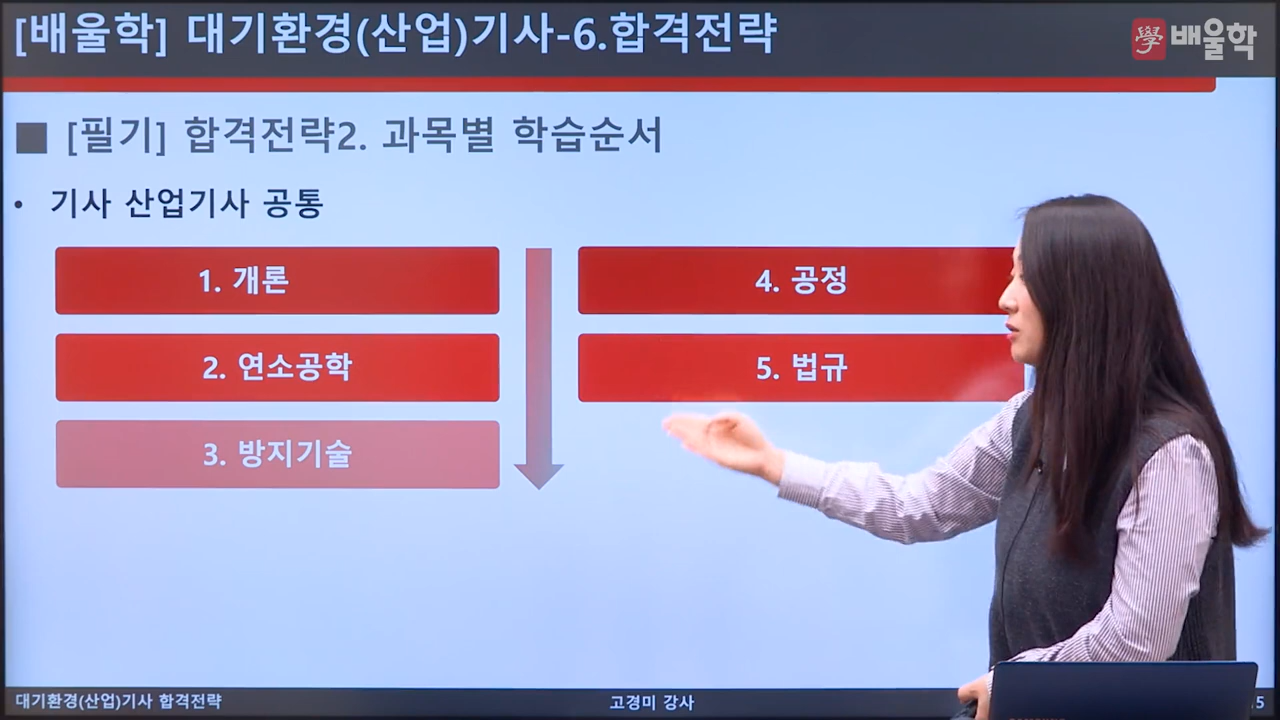 [배울학] 대기환경(산업)기사-6.합격전략
學 배울학
■ [필기] 합격전략2. 과목별 학습순서
• 기사 산업기사 공통
1. 개론
2. 연소공학
3. 방지기술
4. 공정
5. 법규
대기환경(산업)기사 합격전략
고경미 강사